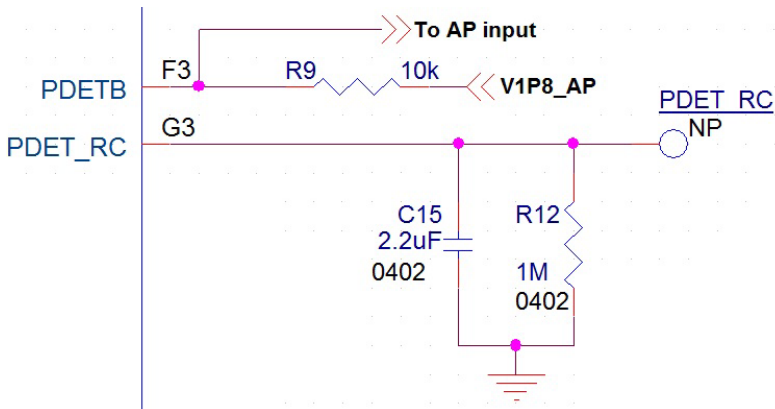 To AP input
F3
R9
10k
PDETB
V1P8_AP
PDET_RC
G3
NP
PDET_RC
C15
2.2uF
0402
R12
1M
0402